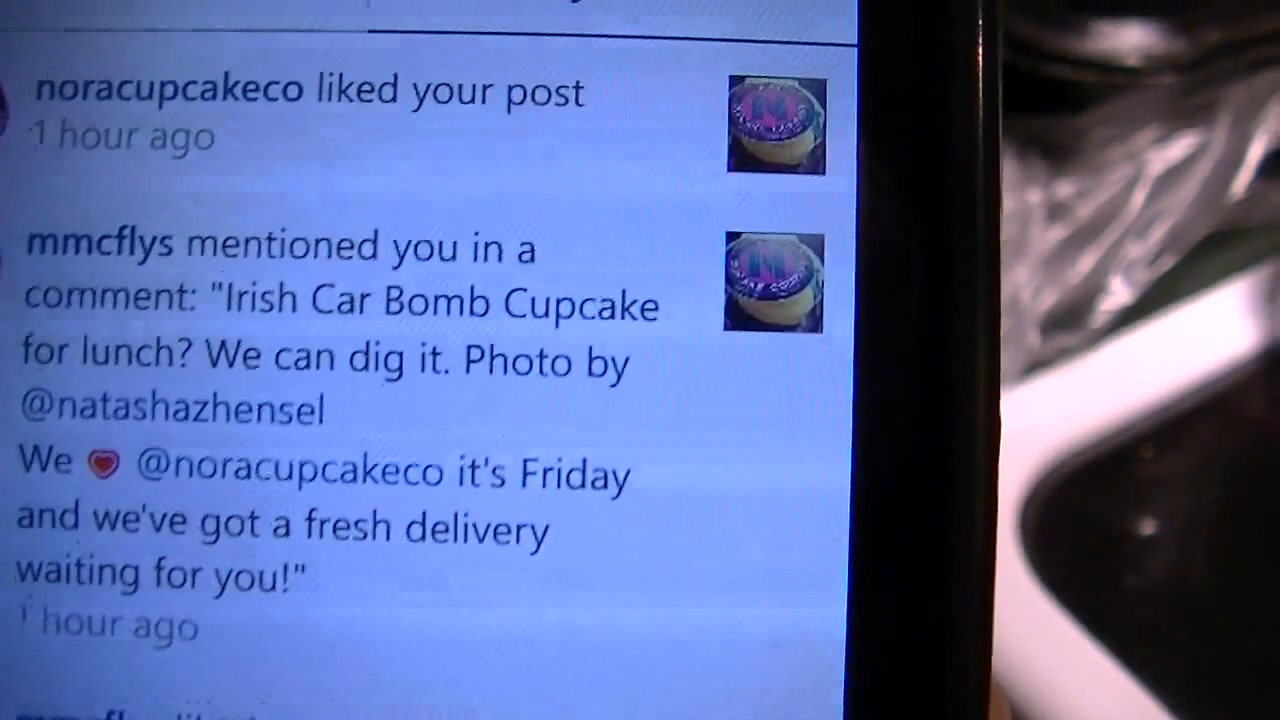 noracupcakeco liked your post
1 hour ago
mmcflys mentioned you in a
comment: "Irish Car Bomb Cupcake
for lunch? We can dig it. Photo by
@natashazhensel
We ❤ @noracupcakeco it's Friday
and we've got a fresh delivery
waiting for you!"
1 hour ago